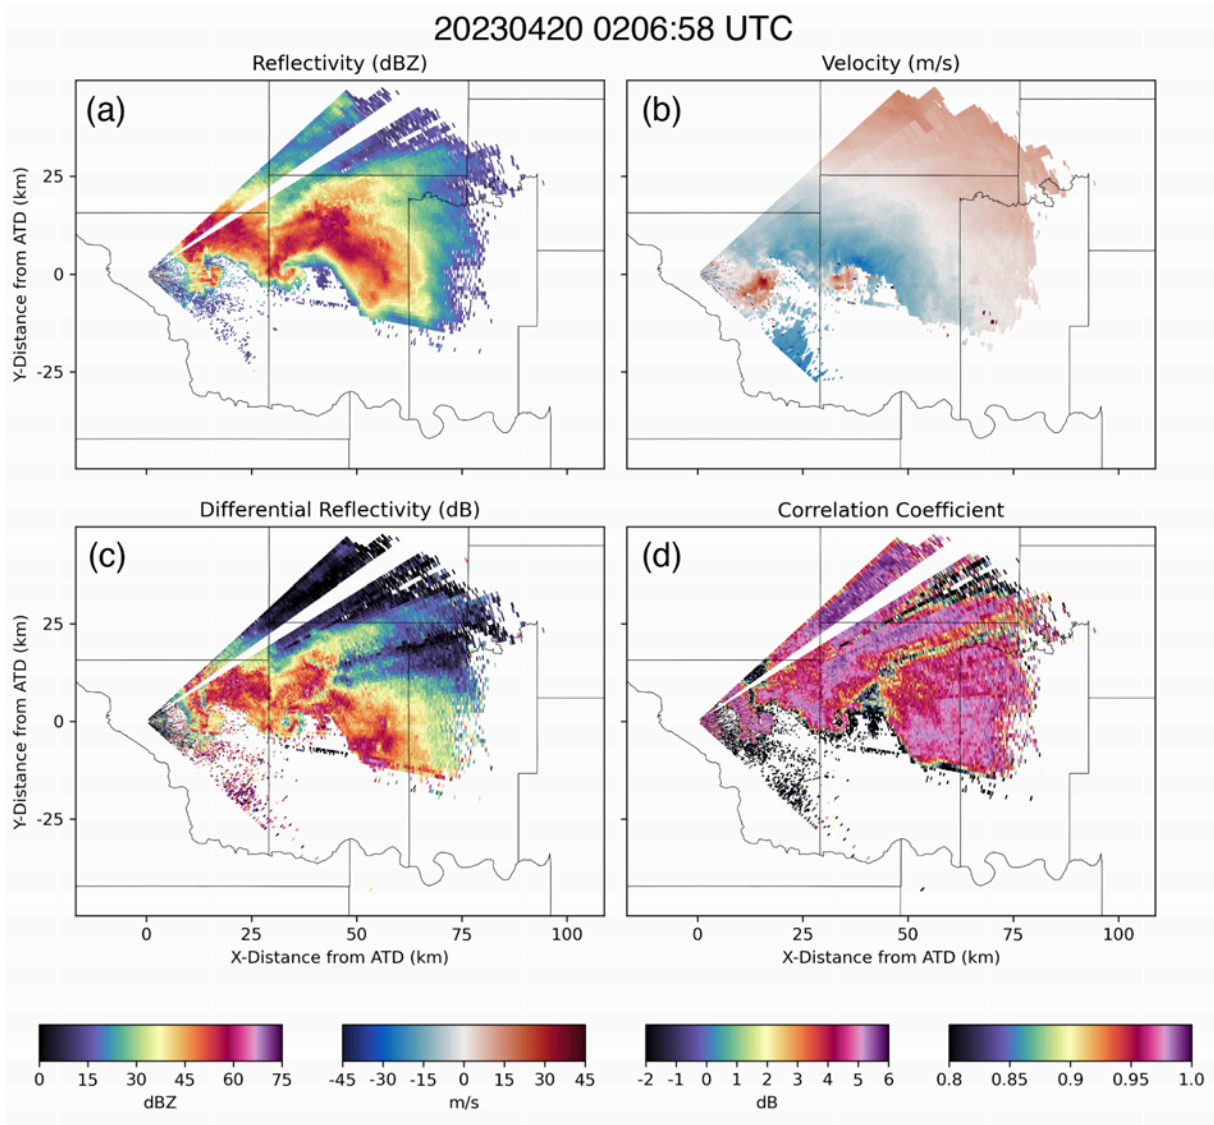 20230420 0206:58 UTC
Reflectivity (dBZ)
Velocity (m/s)
(a)
(b)
Y-Distance from ATD (km)
25
0
-25
Differential Reflectivity (dB)
Correlation Coefficient
(c)
(d)
Y-Distance from ATD (km)
25
0
-25
0 25 50 75 100
0 25 50 75 100
X-Distance from ATD (km)
X-Distance from ATD (km)
0 15 30 45 60 75
dBZ
-45 -30 -15 0 15 30 45
m/s
-2 -1 0 1 2 3 4 5 6
dB
0.8 0.85 0.9 0.95 1.0